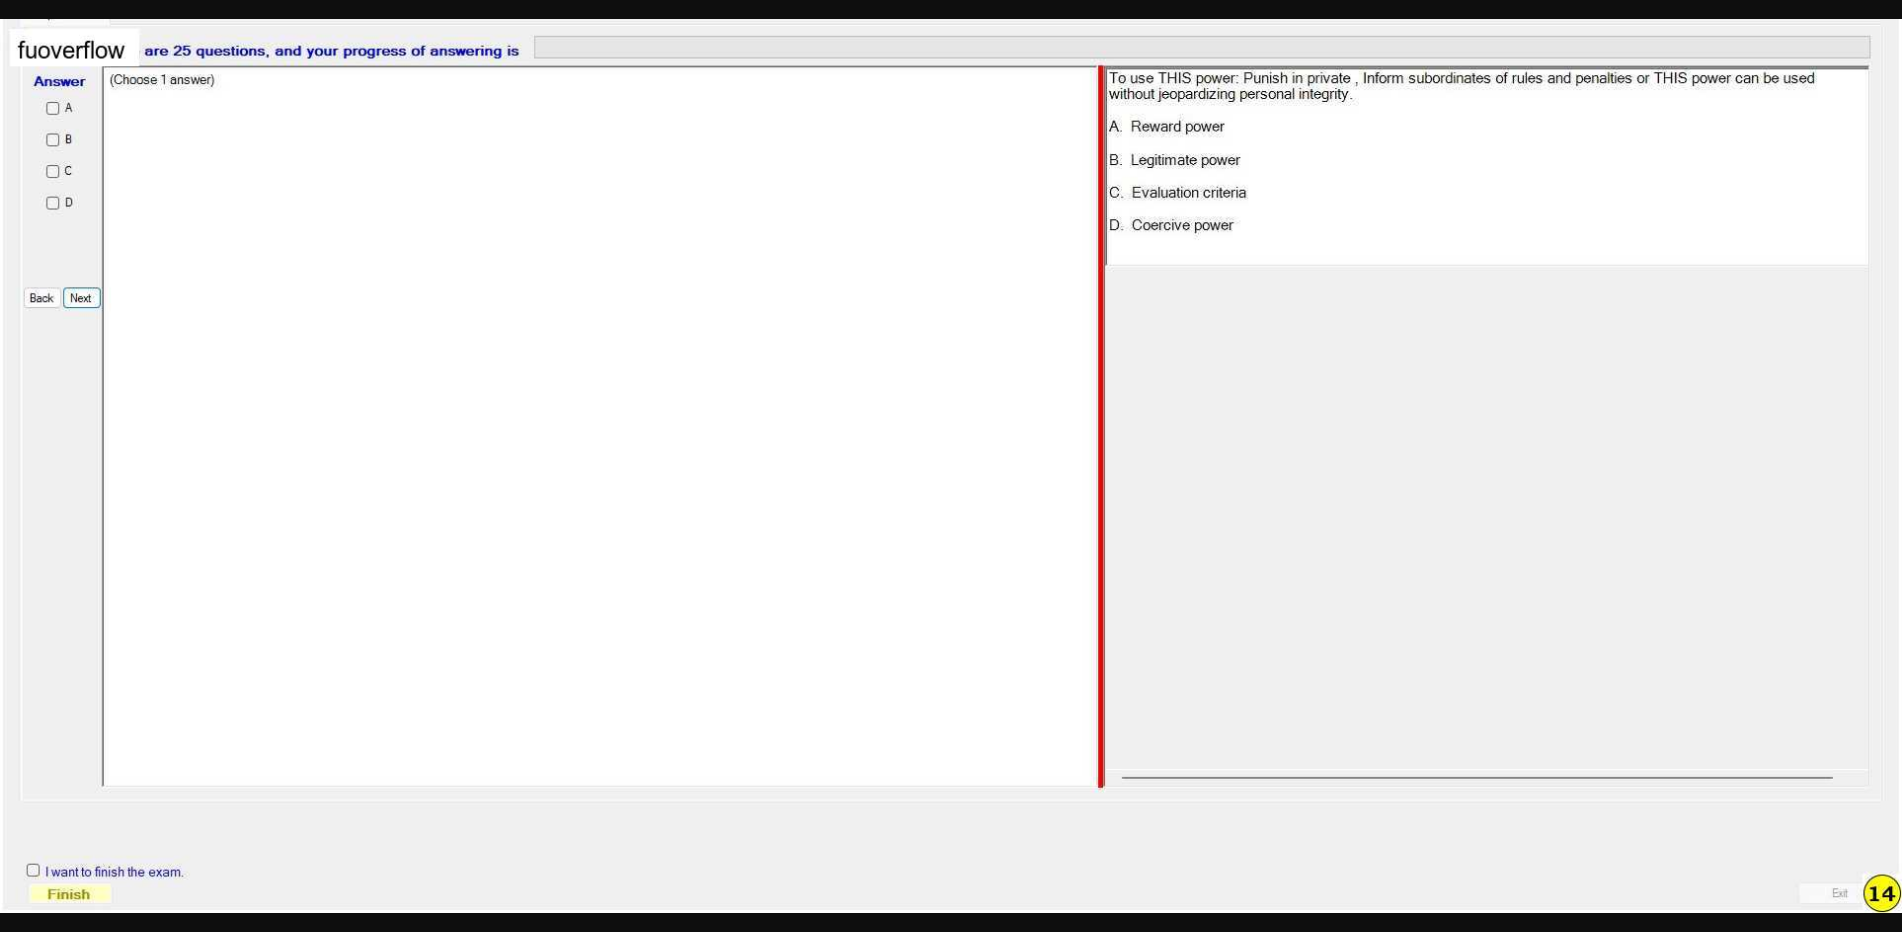 fuoverflow are 25 questions, and your progress of answering is
Answer
(Choose 1 answer)
A
B
C
D
Back Next
To use THIS power: Punish in private , Inform subordinates of rules and penalties or THIS power can be used
without jeopardizing personal integrity.
A. Reward power
B. Legitimate power
C. Evaluation criteria
D. Coercive power
I want to finish the exam.
Finish
Exit
14